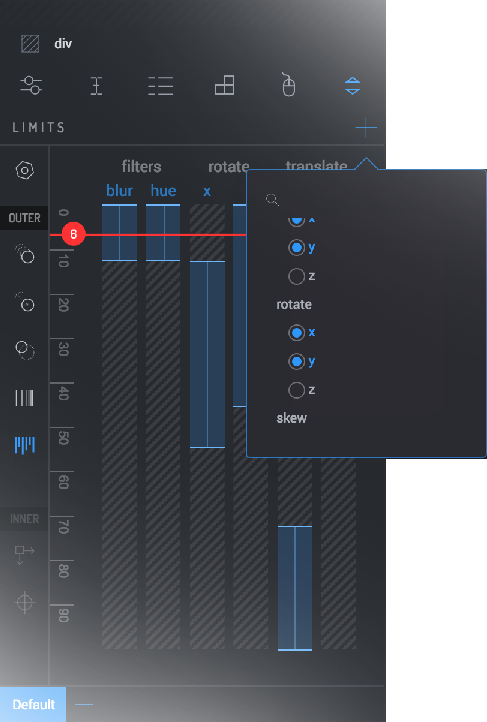 div
LIMITS
filters rotate translate
blur hue x
OUTER
0
6
10
20
30
40
50
60
70
80
90
x
y
z
rotate
x
y
z
skew
INNER
Default